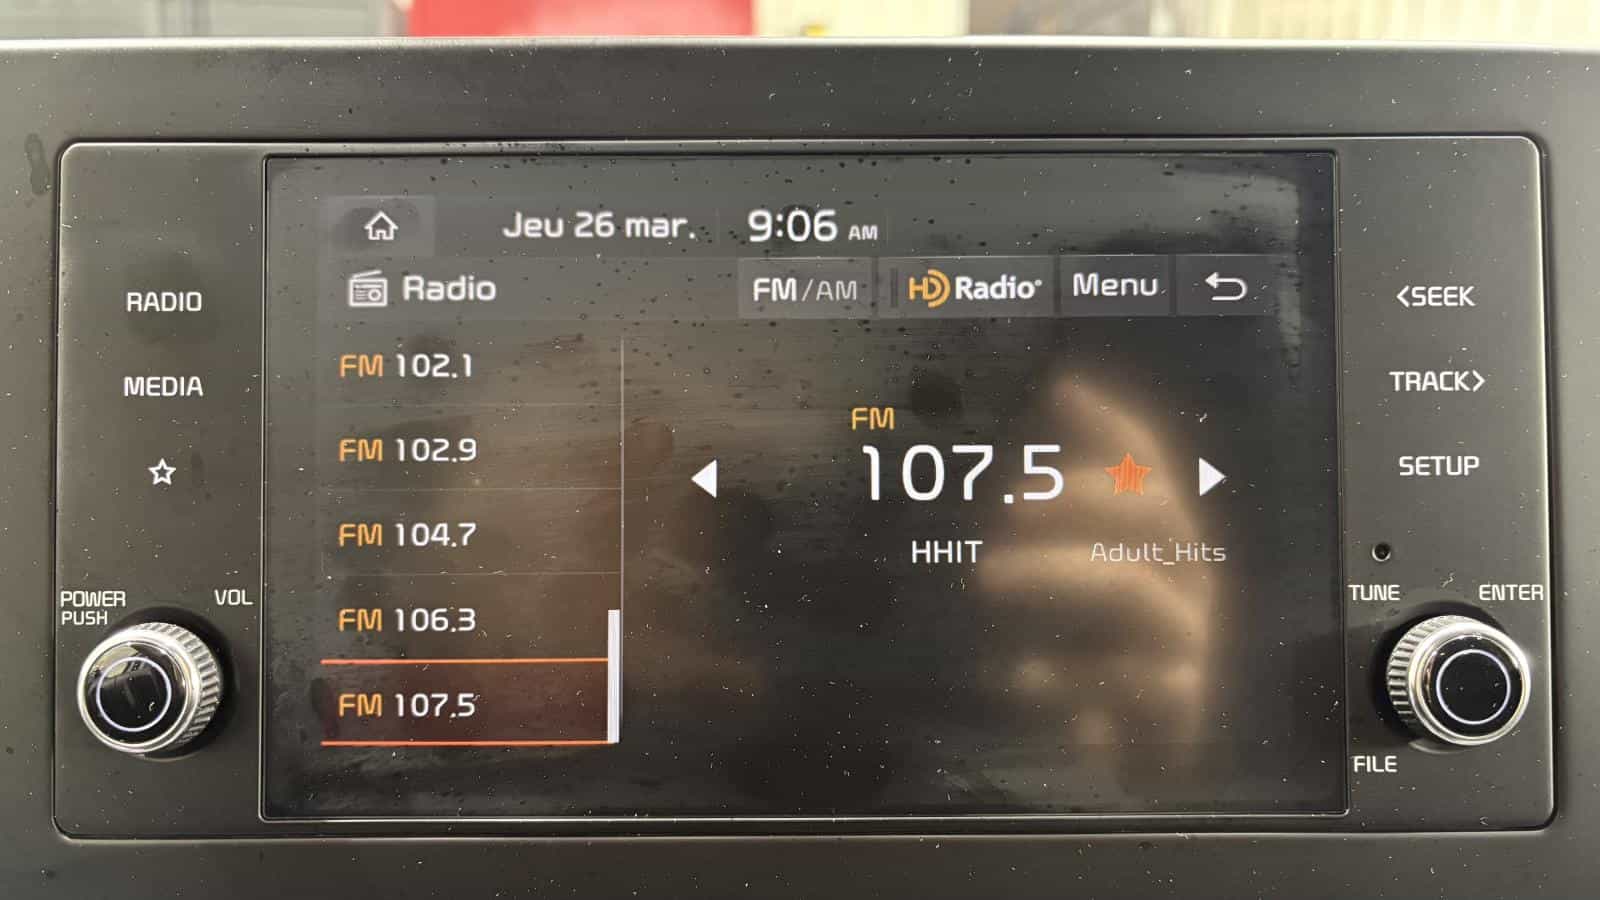 Jeu 26 mar. 9:06 AM
Radio FM/AM HD Radio® Menu
RADIO
MEDIA
POWER
PUSH
VOL
FM 102.1
FM 102.9
FM 104.7
FM 106.3
FM 107.5
FM
107.5
HHIT Adult_Hits
<SEEK
TRACK>
SETUP
TUNE ENTER
FILE